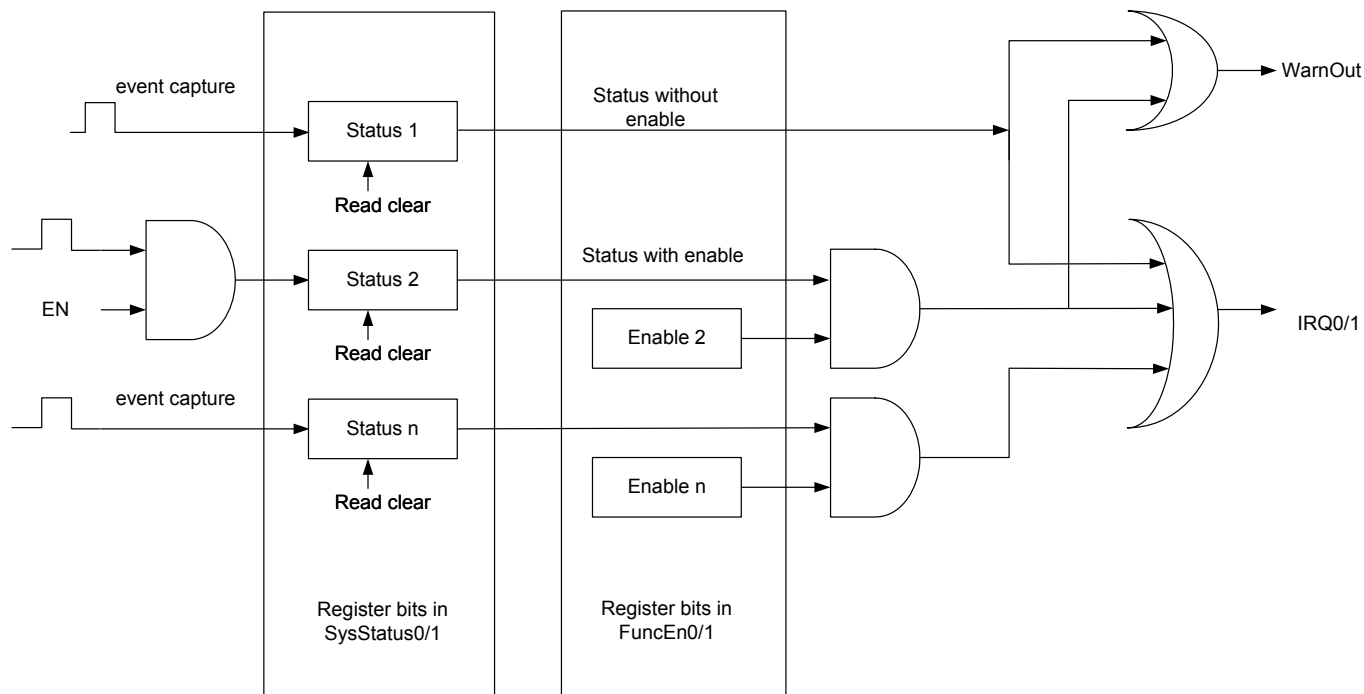 event capture
Status 1
Read clear
Status without
enable
WarnOut
EN
Status 2
Read clear
Status with enable
Enable 2
IRQ0/1
event capture
Status n
Read clear
Enable n
Register bits in
SysStatus0/1
Register bits in
FuncEn0/1